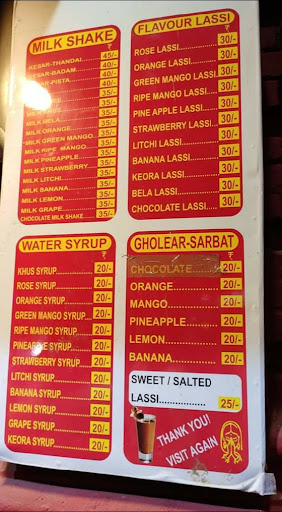 MILK SHAKE
₹
KESAR-THANDAI.... 45/-
KESAR-BADAM...... 40/-
KESAR-PISTA........ 40/-
MILK 35/-
MILK 35/-
MILK BELA............ 35/-
MILK ORANGE........ 35/-
MILK GREEN MANGO.. 35/-
MILK RIPE MANGO.... 35/-
MILK PINEAPPLE...... 35/-
MILK STRAWBERRY.... 35/-
MILK LITCHI............ 35/-
MILK BANANA.......... 35/-
MILK LEMON............ 35/-
MILK GRAPE............ 35/-
CHOCOLATE MILK SHAKE.... 35/-
FLAVOUR LASSI
₹
ROSE LASSI.............. 30/-
ORANGE LASSI.......... 30/-
GREEN MANGO LASSI.... 30/-
RIPE MANGO LASSI.... 30/-
PINE APPLE LASSI..... 30/-
STRAWBERRY LASSI... 30/-
LITCHI LASSI............ 30/-
BANANA LASSI.......... 30/-
KEORA LASSI............ 30/-
BELA LASSI.............. 30/-
CHOCOLATE LASSI..... 30/-
WATER SYRUP
₹
KHUS SYRUP............ 20/-
ROSE SYRUP............ 20/-
ORANGE SYRUP........ 20/-
GREEN MANGO SYRUP.... 20/-
RIPE MANGO SYRUP..... 20/-
PINEAPPLE SYRUP...... 20/-
STRAWBERRY SYRUP... 20/-
LITCHI SYRUP........... 20/-
BANANA SYRUP......... 20/-
LEMON SYRUP........... 20/-
GRAPE SYRUP........... 20/-
KEORA SYRUP........... 20/-
GHOLEAR-SARBAT
₹
CHOCOLATE...... 20/-
ORANGE............ 20/-
MANGO.............. 20/-
PINEAPPLE........ 20/-
LEMON.............. 20/-
BANANA............ 20/-
SWEET / SALTED
LASSI................. 25/-
THANK YOU!
VISIT AGAIN